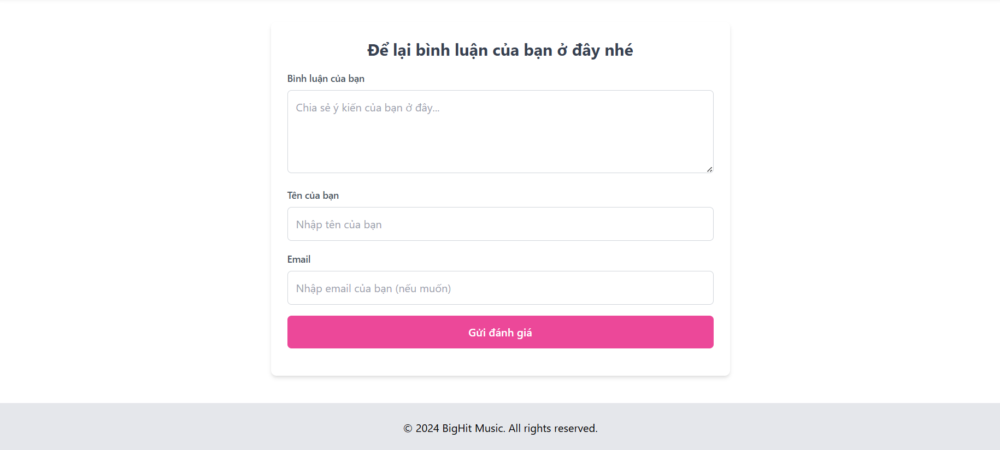 Để lại bình luận của bạn ở đây nhé
Bình luận của bạn
Chia sẻ ý kiến của bạn ở đây...
Tên của bạn
Nhập tên của bạn
Email
Nhập email của bạn (nếu muốn)
Gửi đánh giá
© 2024 BigHit Music. All rights reserved.